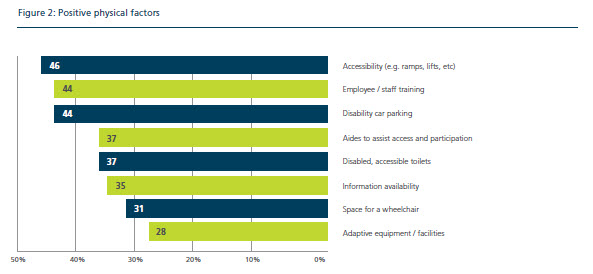 Figure 2: Positive physical factors
46 Accessibility (e.g. ramps, lifts, etc)
44 Employee / staff training
44 Disability car parking
37 Aides to assist access and participation
37 Disabled, accessible toilets
35 Information availability
31 Space for a wheelchair
28 Adaptive equipment / facilities
50% 40% 30% 20% 10% 0%